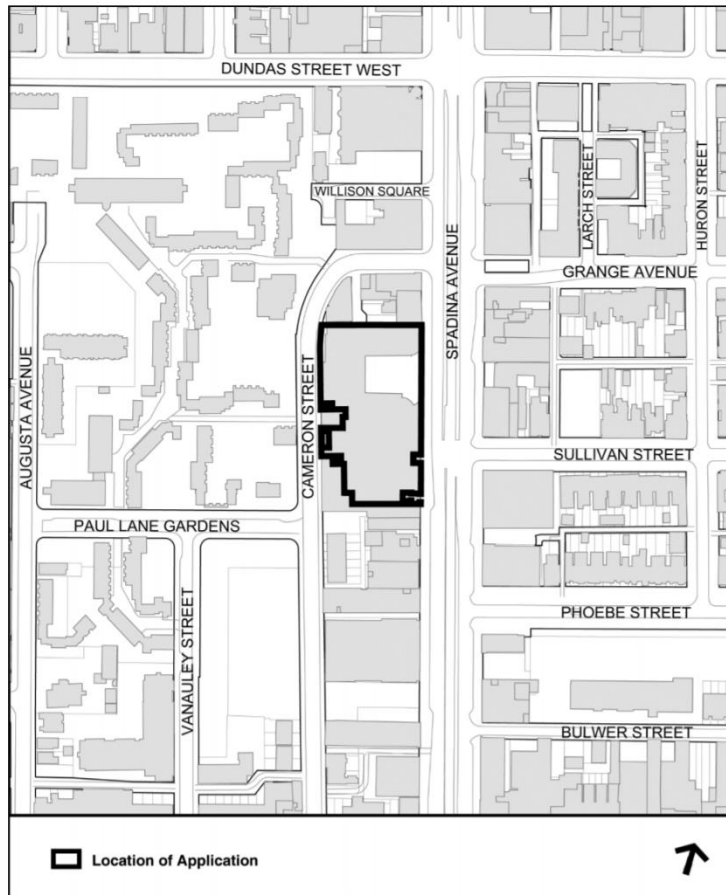 DUNDAS STREET WEST
WILLISON SQUARE
LARCH STREET
HURON STREET
GRANGE AVENUE
SPADINA AVENUE
AUGUSTA AVENUE
CAMERON STREET
SULLIVAN STREET
PAUL LANE GARDENS
PHOEBE STREET
VANAULEY STREET
BULWER STREET
Location of Application